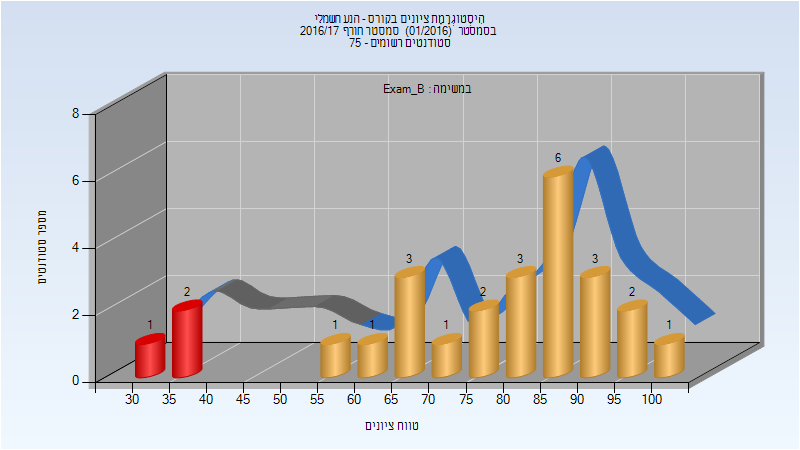 היסטוגרמת ציונים בקורס - הנע חשמלי
בסמסטר (01/2016) סמסטר חורף 2016/17
סטודנטים רשומים - 75
במשימה : Exam_B
מספר סטודנטים
8
6
4
2
0
1 2 1 1 3 1 2 3 6 3 2 1
30 35 40 45 50 55 60 65 70 75 80 85 90 95 100
טווח ציונים